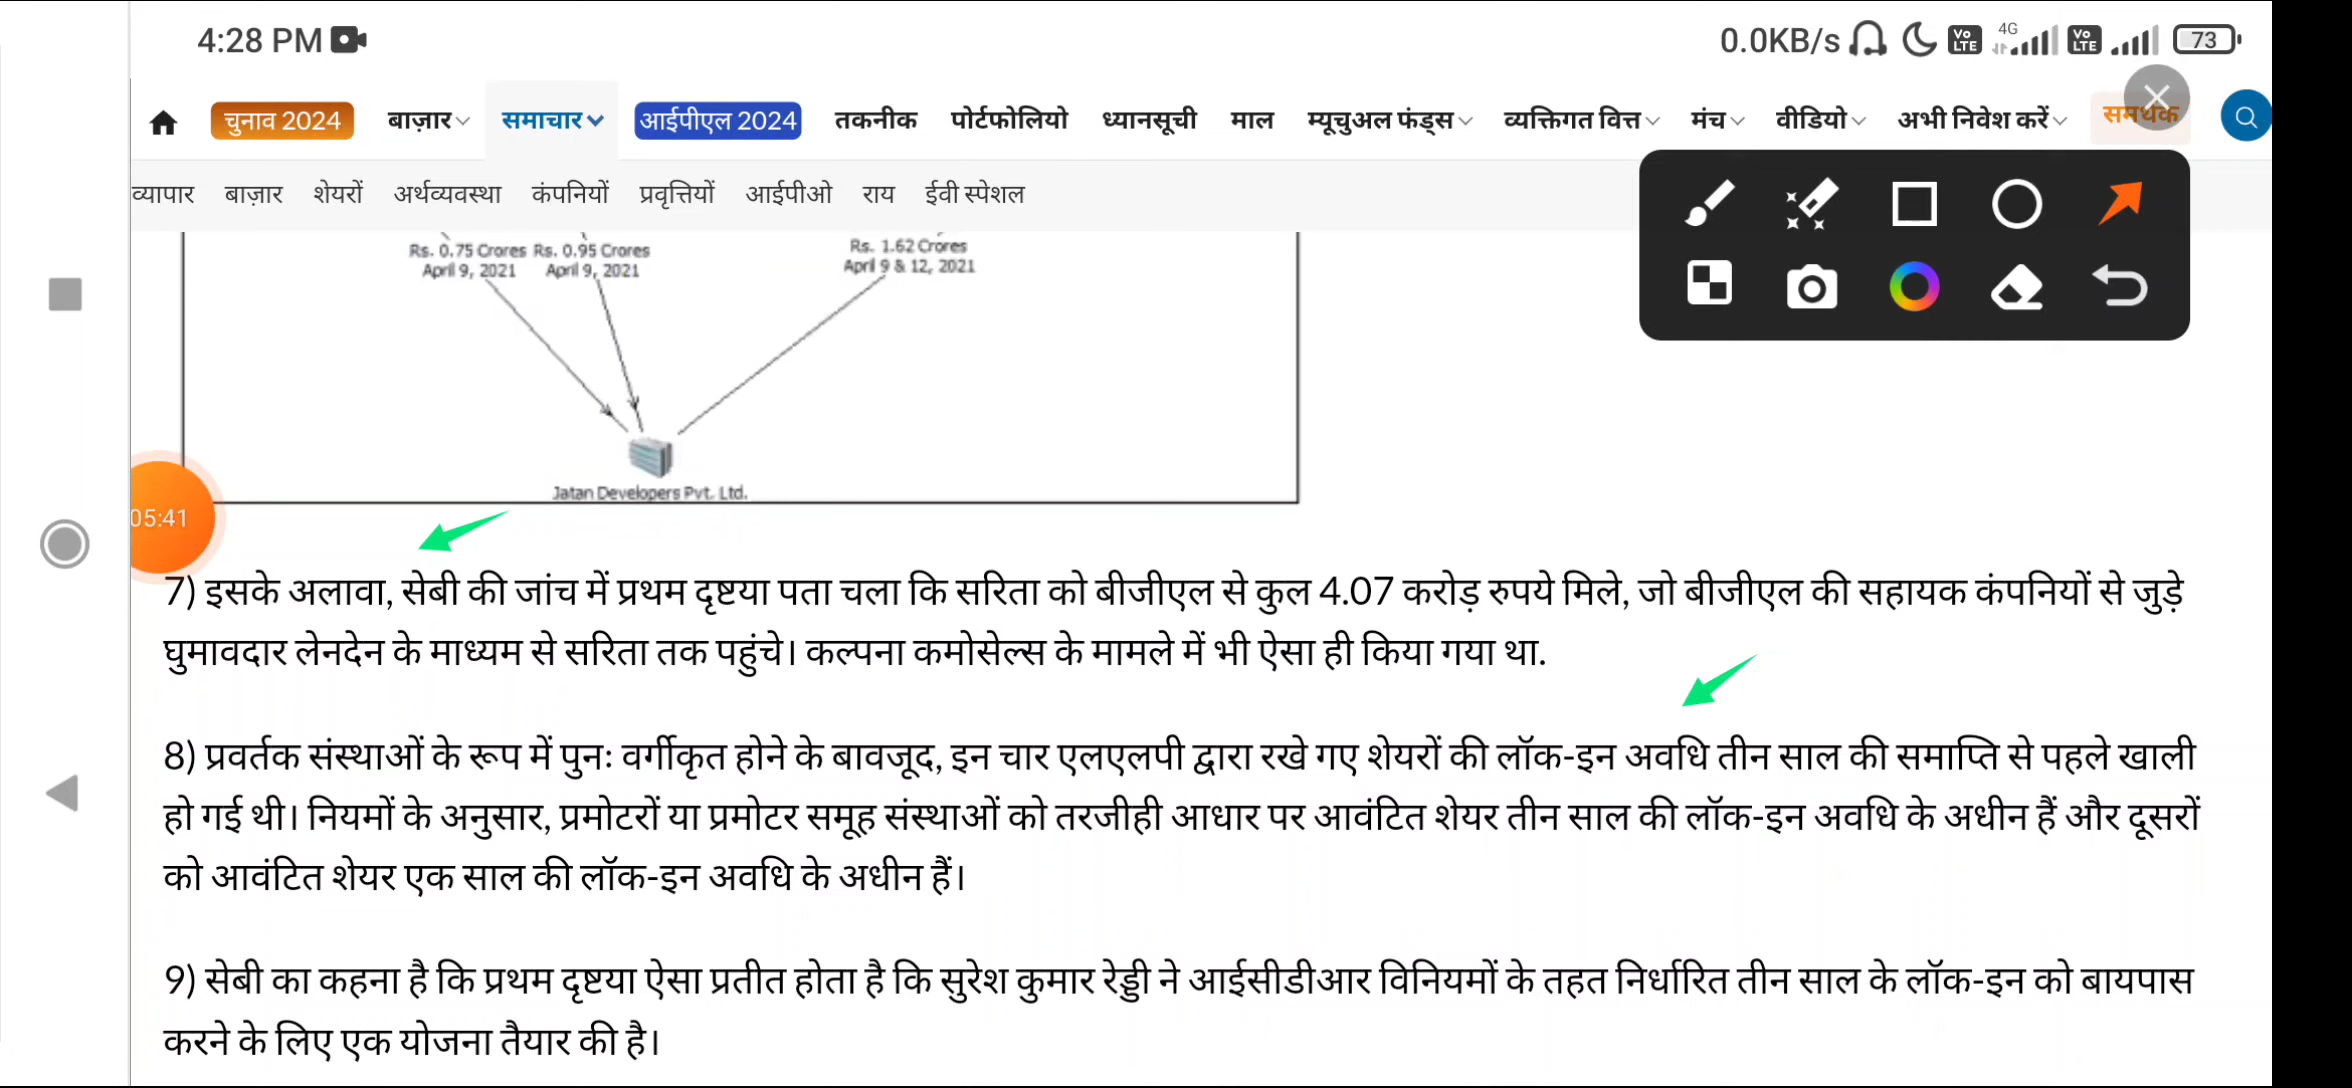 4:28 PM
0.0KB/s
Vo LTE 4G Vo LTE 73
चुनाव 2024 बाज़ार समाचार आईपीएल 2024 तकनीक पोर्टफोलियो ध्यानसूची माल म्यूचुअल फंड्स व्यक्तिगत वित्त मंच वीडियो अभी निवेश करें समर्थक
व्यापार बाज़ार शेयरों अर्थव्यवस्था कंपनियों प्रवृत्तियों आईपीओ राय ईवी स्पेशल
Rs. 0.75 Crores Rs. 0.95 Crores Rs. 1.62 Crores
April 9, 2021 April 9, 2021 April 9 & 12, 2021
Jatan Developers Pvt. Ltd.
05:41
7) इसके अलावा, सेबी की जांच में प्रथम दृष्टया पता चला कि सरिता को बीजीएल से कुल 4.07 करोड़ रुपये मिले, जो बीजीएल की सहायक कंपनियों से जुड़े
घुमावदार लेनदेन के माध्यम से सरिता तक पहुंचे। कल्पना कमोसेल्स के मामले में भी ऐसा ही किया गया था.
8) प्रवर्तक संस्थाओं के रूप में पुनः वर्गीकृत होने के बावजूद, इन चार एलएलपी द्वारा रखे गए शेयरों की लॉक-इन अवधि तीन साल की समाप्ति से पहले खाली
हो गई थी। नियमों के अनुसार, प्रमोटरों या प्रमोटर समूह संस्थाओं को तरजीही आधार पर आवंटित शेयर तीन साल की लॉक-इन अवधि के अधीन हैं और दूसरों
को आवंटित शेयर एक साल की लॉक-इन अवधि के अधीन हैं।
9) सेबी का कहना है कि प्रथम दृष्टया ऐसा प्रतीत होता है कि सुरेश कुमार रेड्डी ने आईसीडीआर विनियमों के तहत निर्धारित तीन साल के लॉक-इन को बायपास
करने के लिए एक योजना तैयार की है।